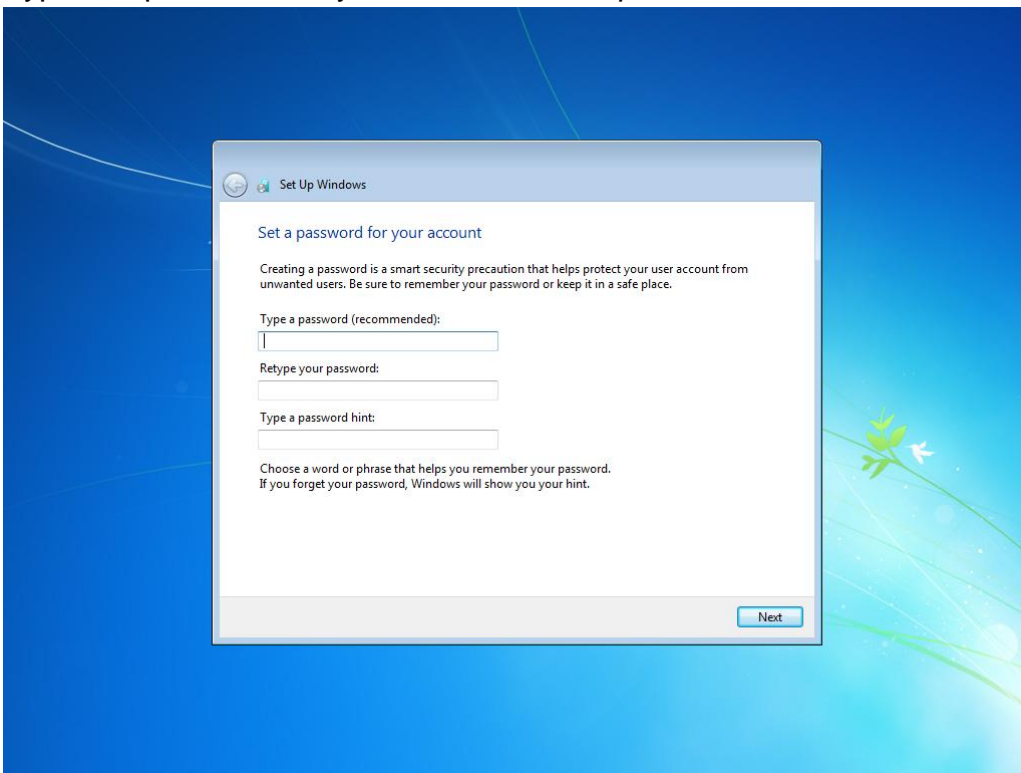 Set Up Windows
Set a password for your account
Creating a password is a smart security precaution that helps protect your user account from
unwanted users. Be sure to remember your password or keep it in a safe place.
Type a password (recommended):
Retype your password:
Type a password hint:
Choose a word or phrase that helps you remember your password.
If you forget your password, Windows will show you your hint.
Next